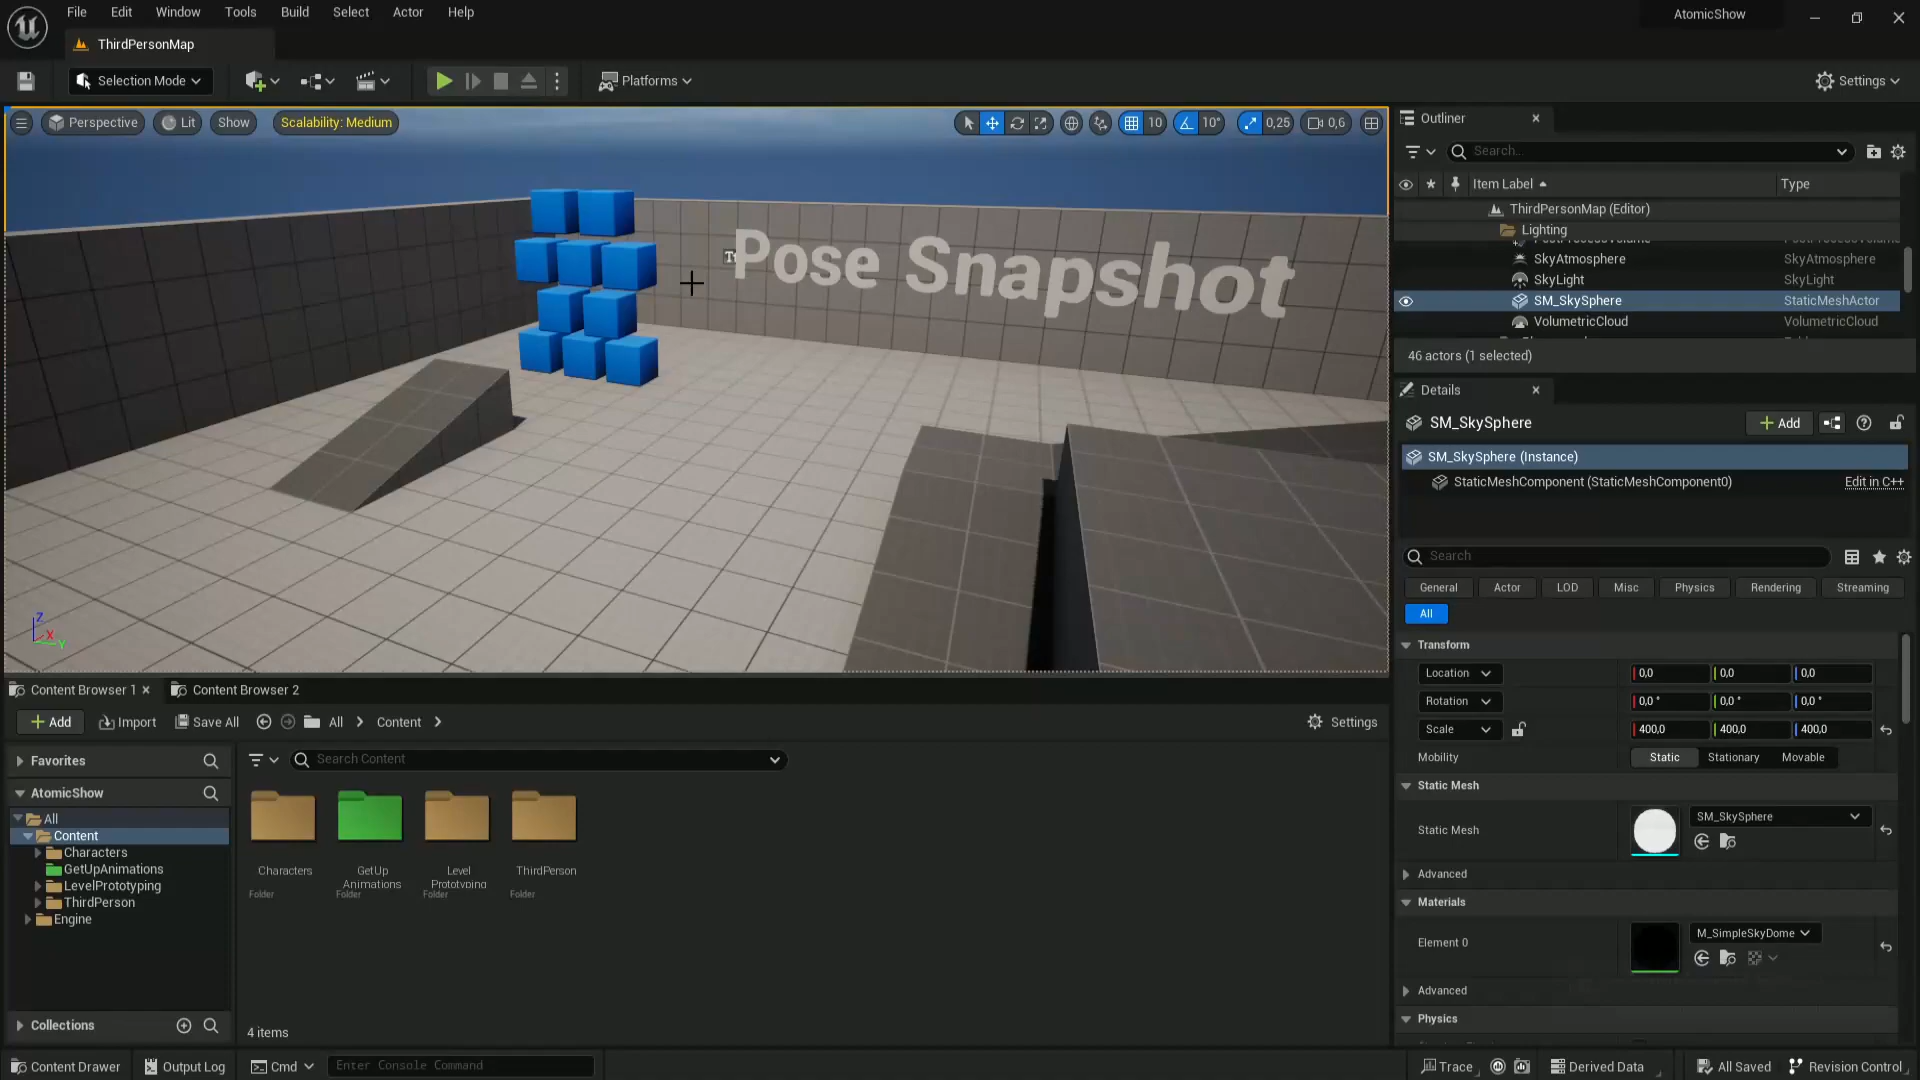 File Edit Window Tools Build Select Actor Help
AtomicShow
ThirdPersonMap
Selection Mode
Platforms
Settings
Perspective
Lit
Show
Scalability: Medium
10
10°
0,25
0,6
Pose Snapshot
Outliner
Search...
Item Label
Type
ThirdPersonMap (Editor)
Lighting
SkyAtmosphere SkyAtmosphere
SkyLight SkyLight
SM_SkySphere StaticMeshActor
VolumetricCloud VolumetricCloud
46 actors (1 selected)
Details
SM_SkySphere
Add
SM_SkySphere (Instance)
StaticMeshComponent (StaticMeshComponent0) Edit in C++
Search
General Actor LOD Misc Physics Rendering Streaming
All
Transform
Location 0,0 0,0 0,0
Rotation 0,0 ° 0,0 ° 0,0 °
Scale 400,0 400,0 400,0
Mobility Static Stationary Movable
Static Mesh
Static Mesh SM_SkySphere
Advanced
Materials
Element 0 M_SimpleSkyDome
Advanced
Physics
Content Browser 1 Content Browser 2
Add Import Save All All Content Settings
Favorites
Search Content
AtomicShow
All
Content
Characters
GetUpAnimations
LevelPrototyping
ThirdPerson
Engine
Collections
Characters
Folder
GetUp
Animations
Folder
Level
Prototyping
Folder
ThirdPerson
Folder
4 items
Content Drawer Output Log Cmd Enter Console Command Trace Derived Data All Saved Revision Control